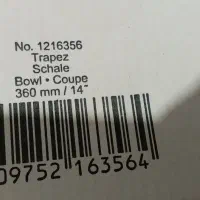 No. 1216356
Trapez
Schale
Bowl • Coupe
360 mm / 14"
09752 163564